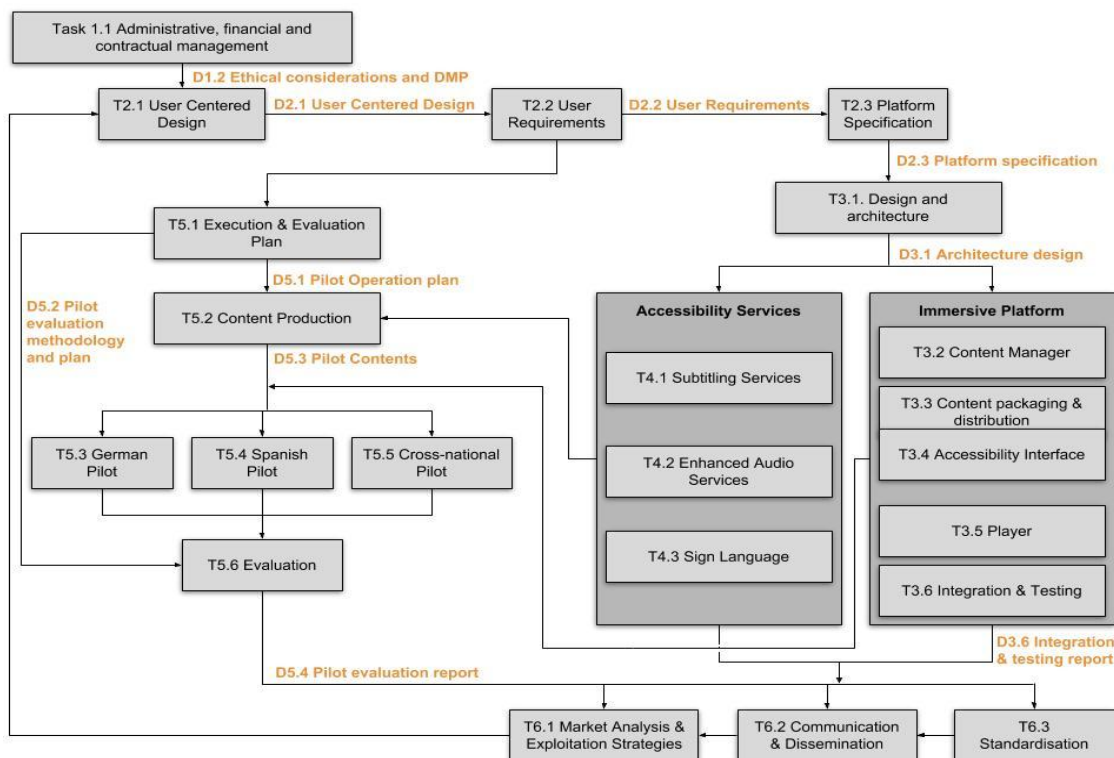 Task 1.1 Administrative, financial and
contractual management
D1.2 Ethical considerations and DMP
T2.1 User Centered
Design
D2.1 User Centered Design
T2.2 User
Requirements
D2.2 User Requirements
T2.3 Platform
Specification
D2.3 Platform specification
T3.1. Design and
architecture
D3.1 Architecture design
T5.1 Execution & Evaluation
Plan
D5.1 Pilot Operation plan
D5.2 Pilot
evaluation
methodology
and plan
T5.2 Content Production
D5.3 Pilot Contents
T5.3 German
Pilot
T5.4 Spanish
Pilot
T5.5 Cross-national
Pilot
T5.6 Evaluation
Accessibility Services
T4.1 Subtitling Services
T4.2 Enhanced Audio
Services
T4.3 Sign Language
Immersive Platform
T3.2 Content Manager
T3.3 Content packaging &
distribution
T3.4 Accessibility Interface
T3.5 Player
T3.6 Integration & Testing
D3.6 Integration
& testing report
D5.4 Pilot evaluation report
T6.1 Market Analysis &
Exploitation Strategies
T6.2 Communication
& Dissemination
T6.3
Standardisation